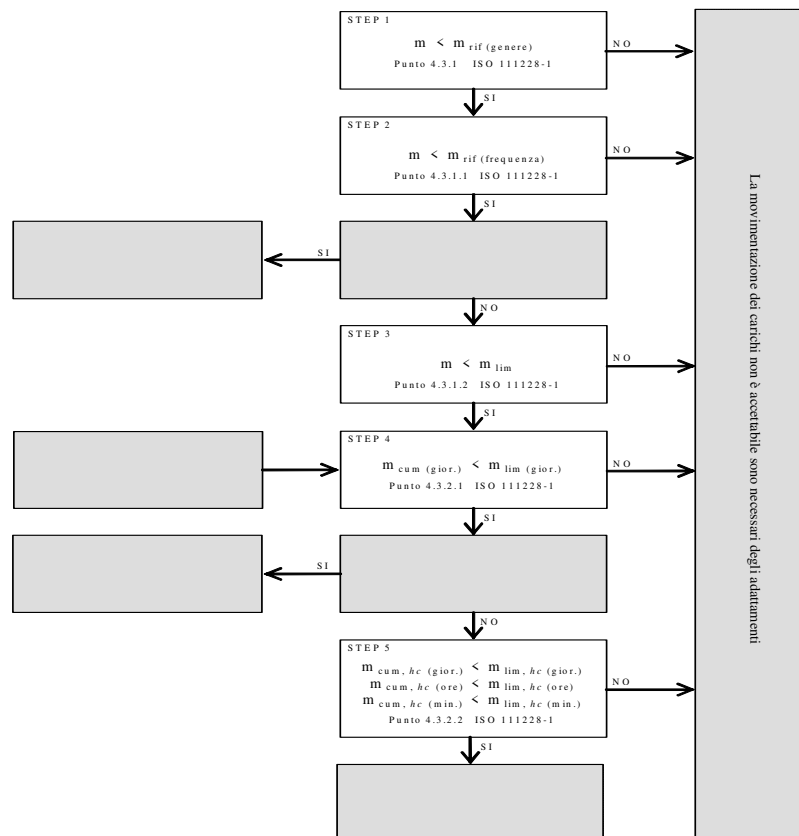 STEP 1
m < m rif (genere)
Punto 4.3.1 ISO 111228-1
NO
SI
STEP 2
m < m rif (frequenza)
Punto 4.3.1.1 ISO 111228-1
NO
SI
SI
NO
STEP 3
m < m lim
Punto 4.3.1.2 ISO 111228-1
NO
SI
STEP 4
m cum (gior.) < m lim (gior.)
Punto 4.3.2.1 ISO 111228-1
NO
SI
SI
NO
STEP 5
m cum, hc (gior.) < m lim, hc (gior.)
m cum, hc (ore) < m lim, hc (ore)
m cum, hc (min.) < m lim, hc (min.)
Punto 4.3.2.2 ISO 111228-1
NO
SI
La movimentazione dei carichi non è accettabile sono necessari degli adattamenti